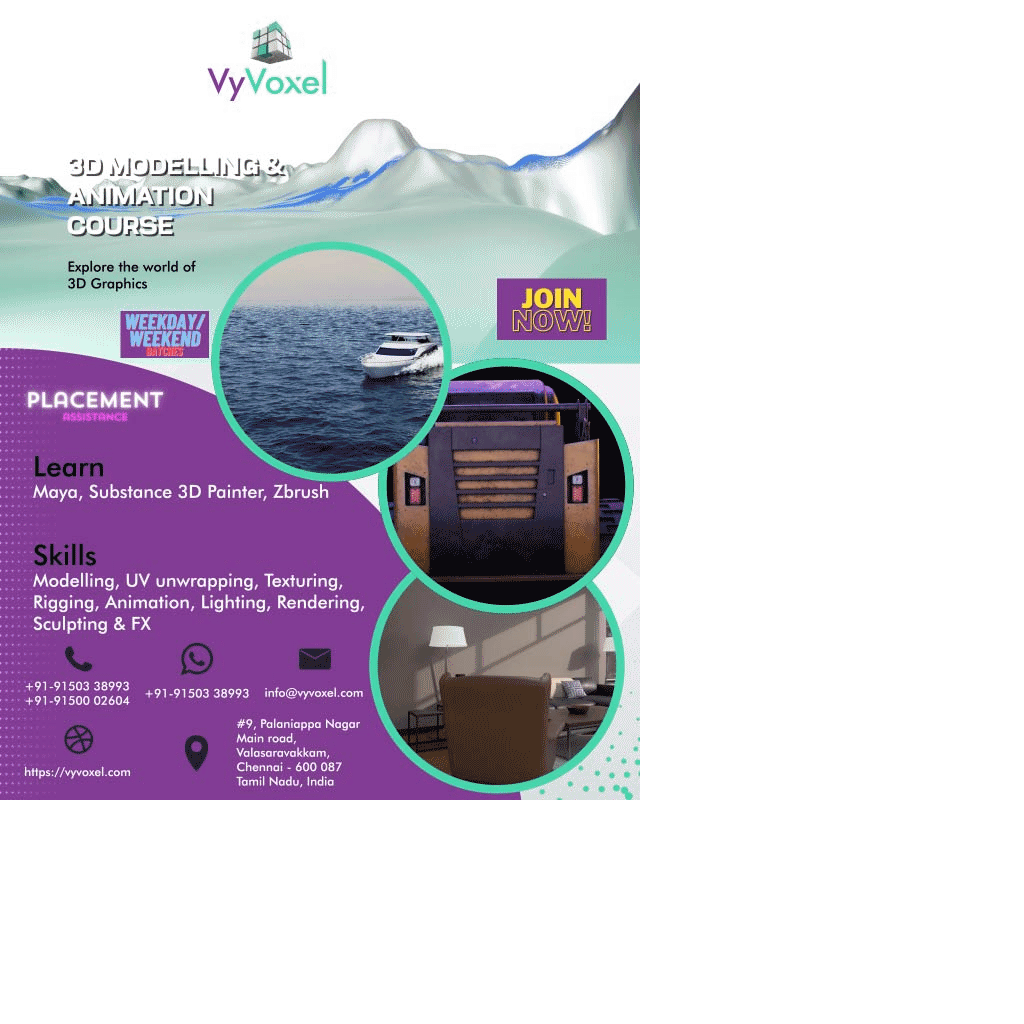 VyVoxel
3D MODELLING &
ANIMATION
COURSE
Explore the world of
3D Graphics
WEEKDAY/
WEEKEND
BATCHES
JOIN
NOW!
PLACEMENT
ASSISTANCE
Learn
Maya, Substance 3D Painter, Zbrush
Skills
Modelling, UV unwrapping, Texturing,
Rigging, Animation, Lighting, Rendering,
Sculpting & FX
+91-91503 38993
+91-91500 02604
+91-91503 38993
info@vyvoxel.com
https://vyvoxel.com
#9, Palaniappa Nagar
Main road,
Valasaravakkam,
Chennai - 600 087
Tamil Nadu, India